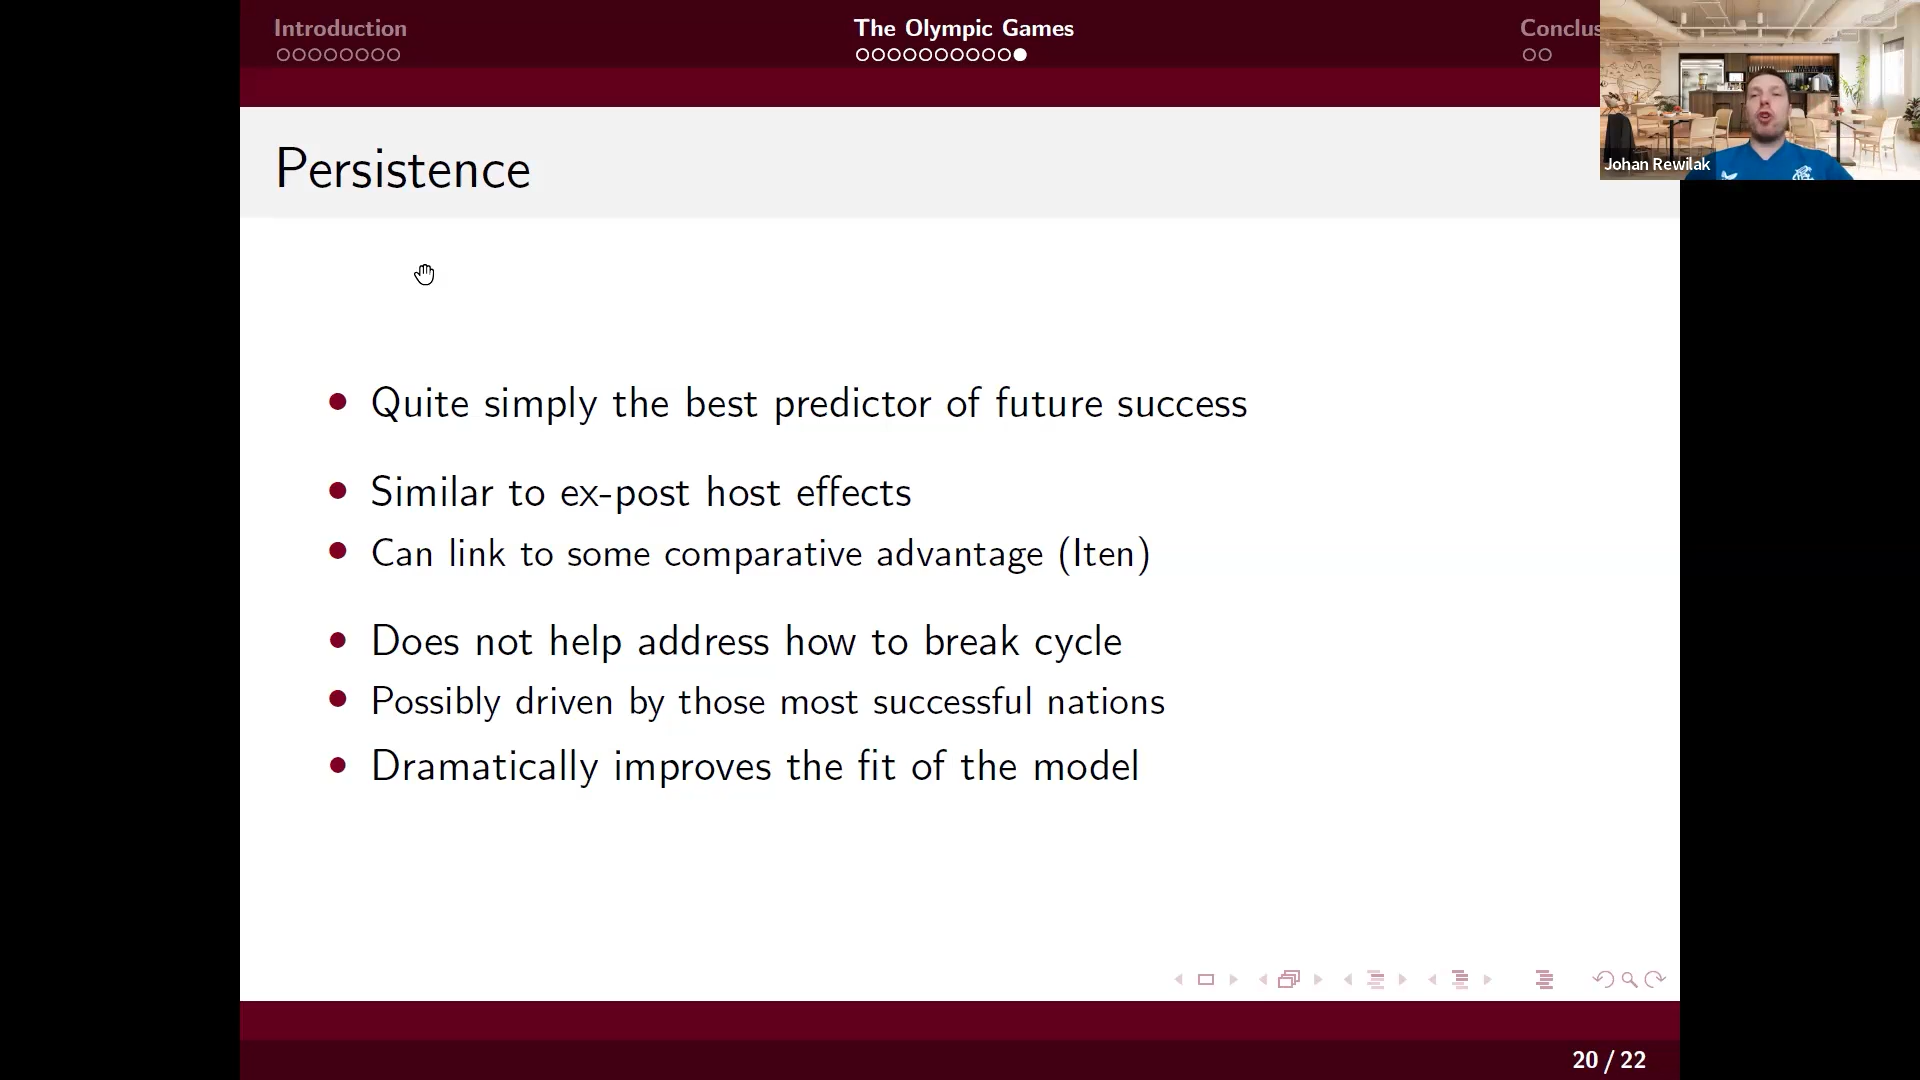 Introduction
The Olympic Games
Conclus
Johan Rewilak
Persistence
Quite simply the best predictor of future success
Similar to ex-post host effects
Can link to some comparative advantage (Iten)
Does not help address how to break cycle
Possibly driven by those most successful nations
Dramatically improves the fit of the model
20 / 22